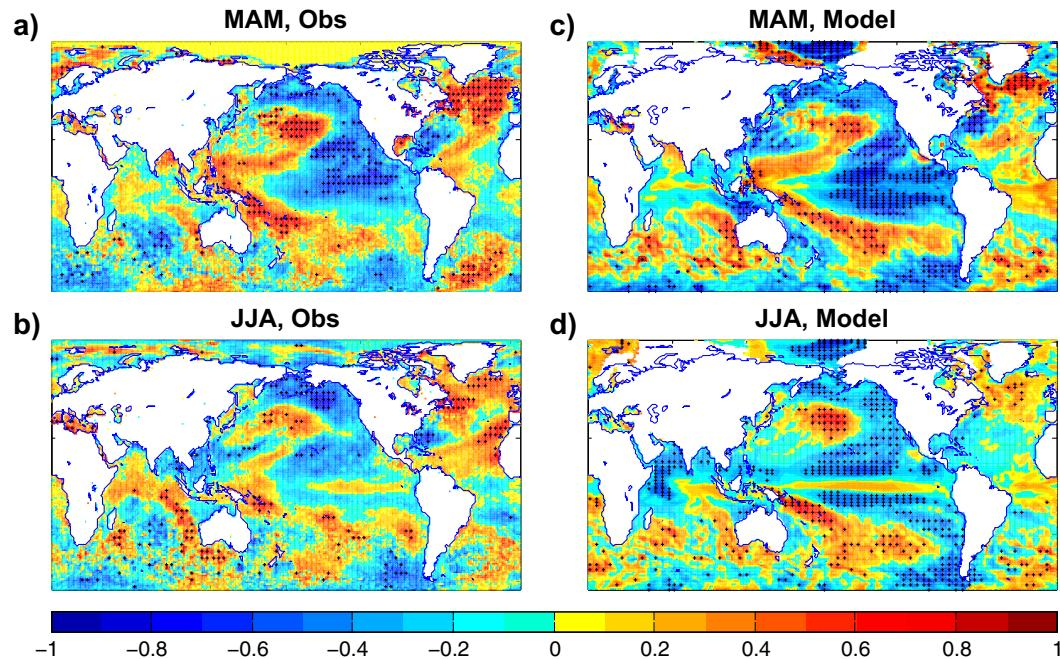 a) MAM, Obs
c) MAM, Model
b) JJA, Obs
d) JJA, Model
−1 −0.8 −0.6 −0.4 −0.2 0 0.2 0.4 0.6 0.8 1